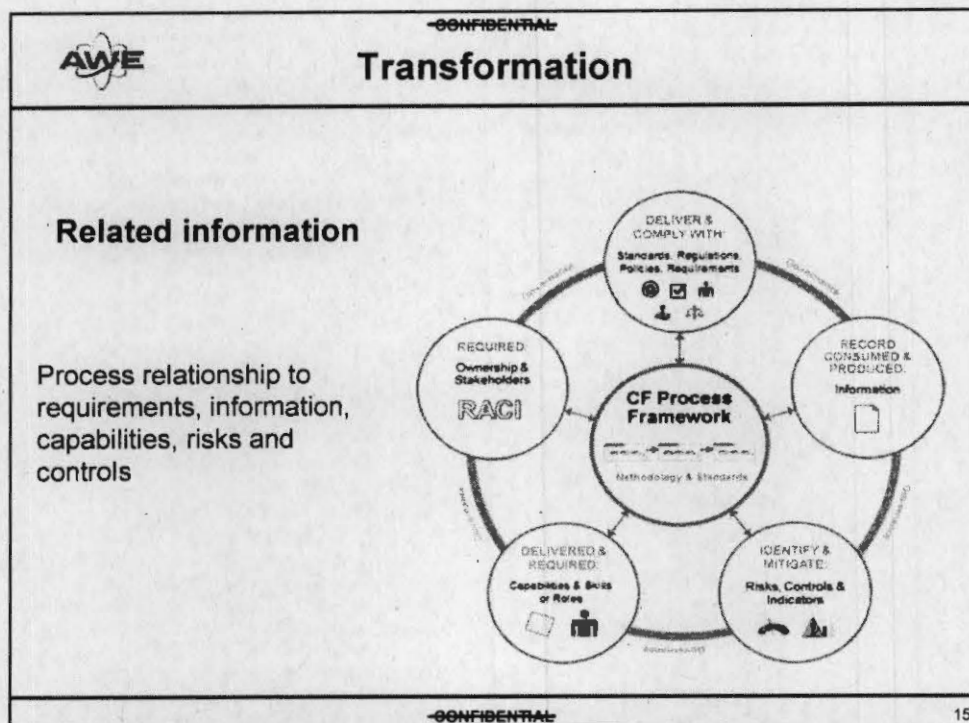 CONFIDENTIAL
AWE
Transformation
Related information
Process relationship to
requirements, information,
capabilities, risks and
controls
DELIVER &
COMPLY WITH:
Standards, Regulations,
Policies, Requirements
REQUIRED:
Ownership &
Stakeholders
RACI
RECORD
CONSUMED &
PRODUCED:
Information
CF Process
Framework
Methodology & Standards
DELIVERED &
REQUIRED:
Capabilities & Skills
or Roles
IDENTIFY &
MITIGATE:
Risks, Controls &
Indicators
CONFIDENTIAL
15